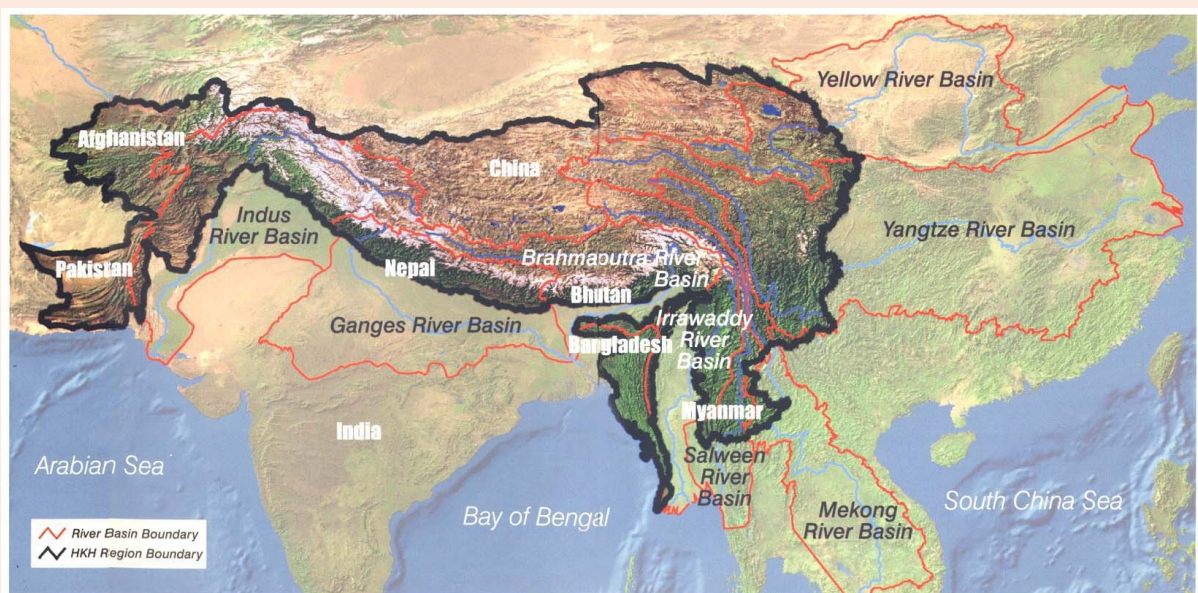 Yellow River Basin
Afghanistan
China
Indus
River Basin
Yangtze River Basin
Pakistan
Nepal
Brahmaputra River
Basin
Bhutan
Ganges River Basin
Irrawaddy
River
Basin
Bangladesh
Myanmar
India
Salween
River
Basin
Arabian Sea
Bay of Bengal
South China Sea
Mekong
River Basin
River Basin Boundary
HKH Region Boundary